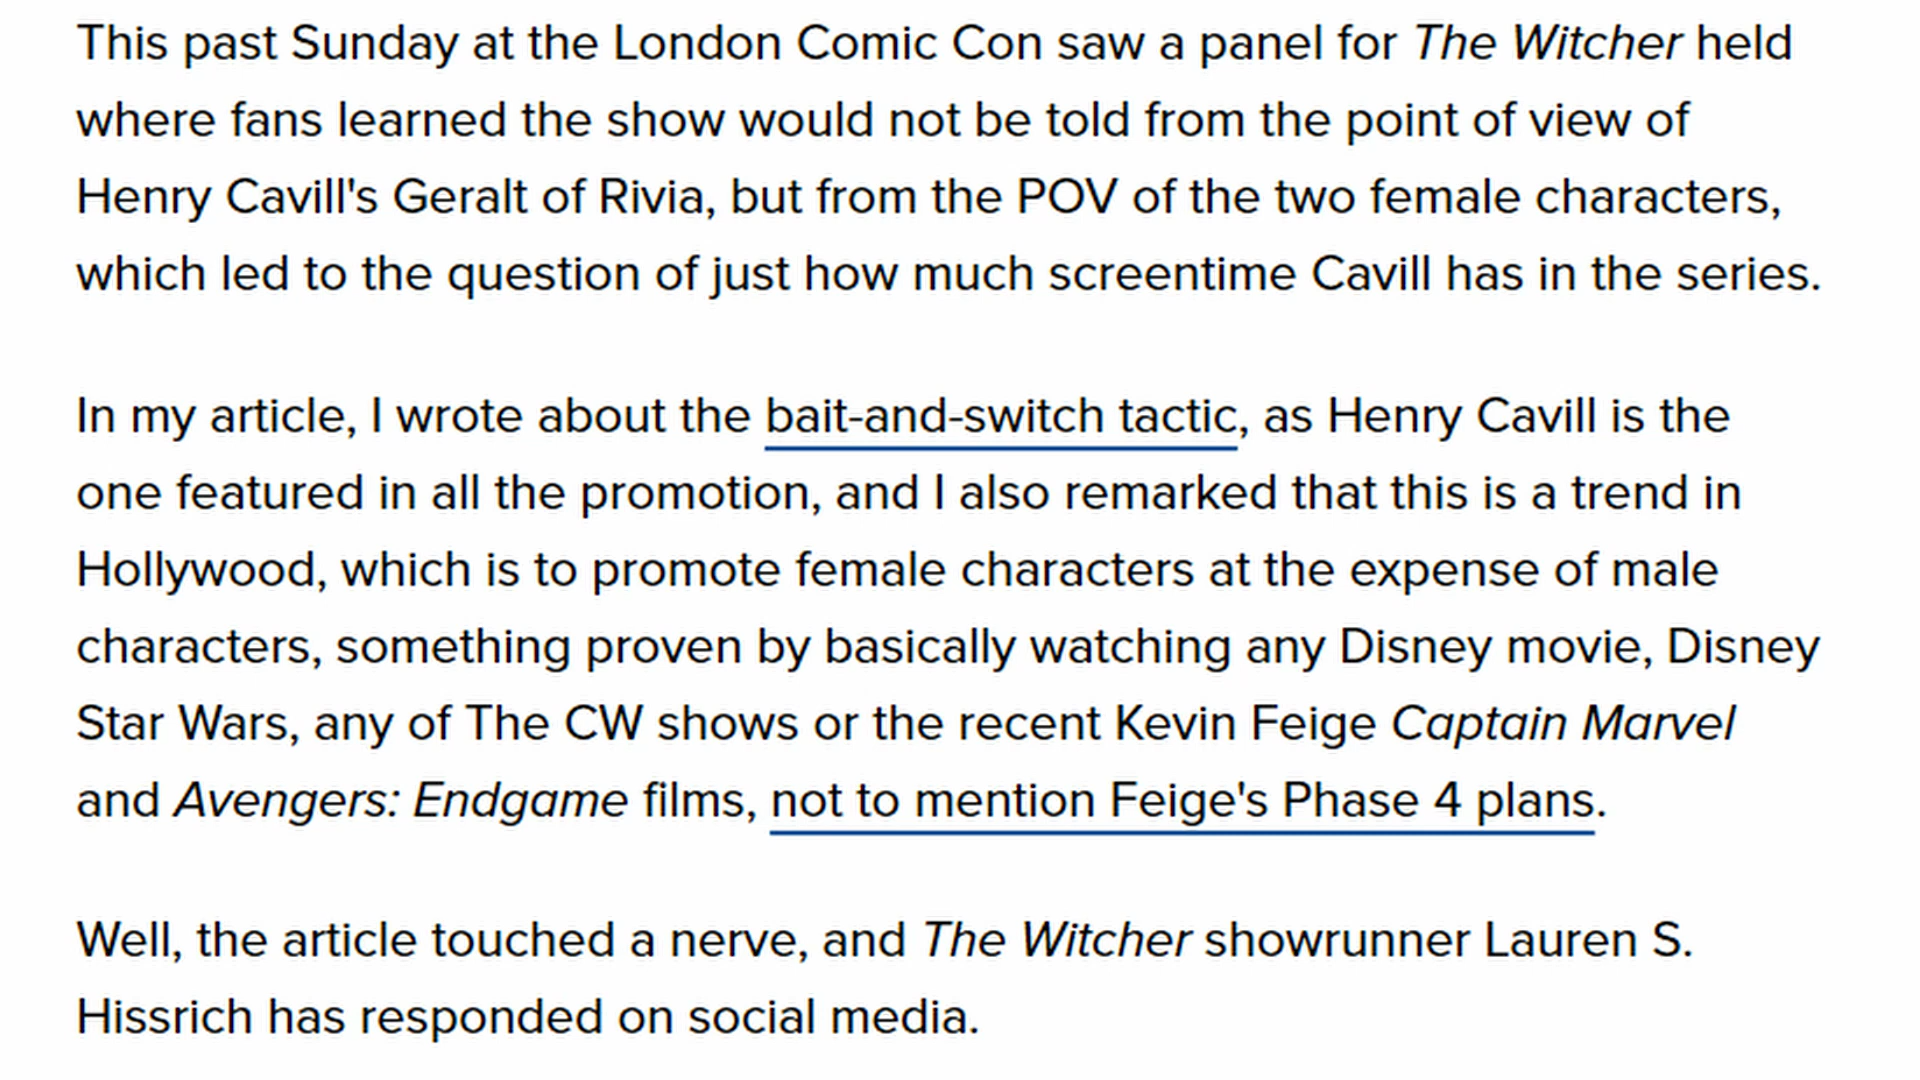 This past Sunday at the London Comic Con saw a panel for The Witcher held
where fans learned the show would not be told from the point of view of
Henry Cavill's Geralt of Rivia, but from the POV of the two female characters,
which led to the question of just how much screentime Cavill has in the series.
In my article, I wrote about the bait-and-switch tactic, as Henry Cavill is the
one featured in all the promotion, and I also remarked that this is a trend in
Hollywood, which is to promote female characters at the expense of male
characters, something proven by basically watching any Disney movie, Disney
Star Wars, any of The CW shows or the recent Kevin Feige Captain Marvel
and Avengers: Endgame films, not to mention Feige's Phase 4 plans.
Well, the article touched a nerve, and The Witcher showrunner Lauren S.
Hissrich has responded on social media.